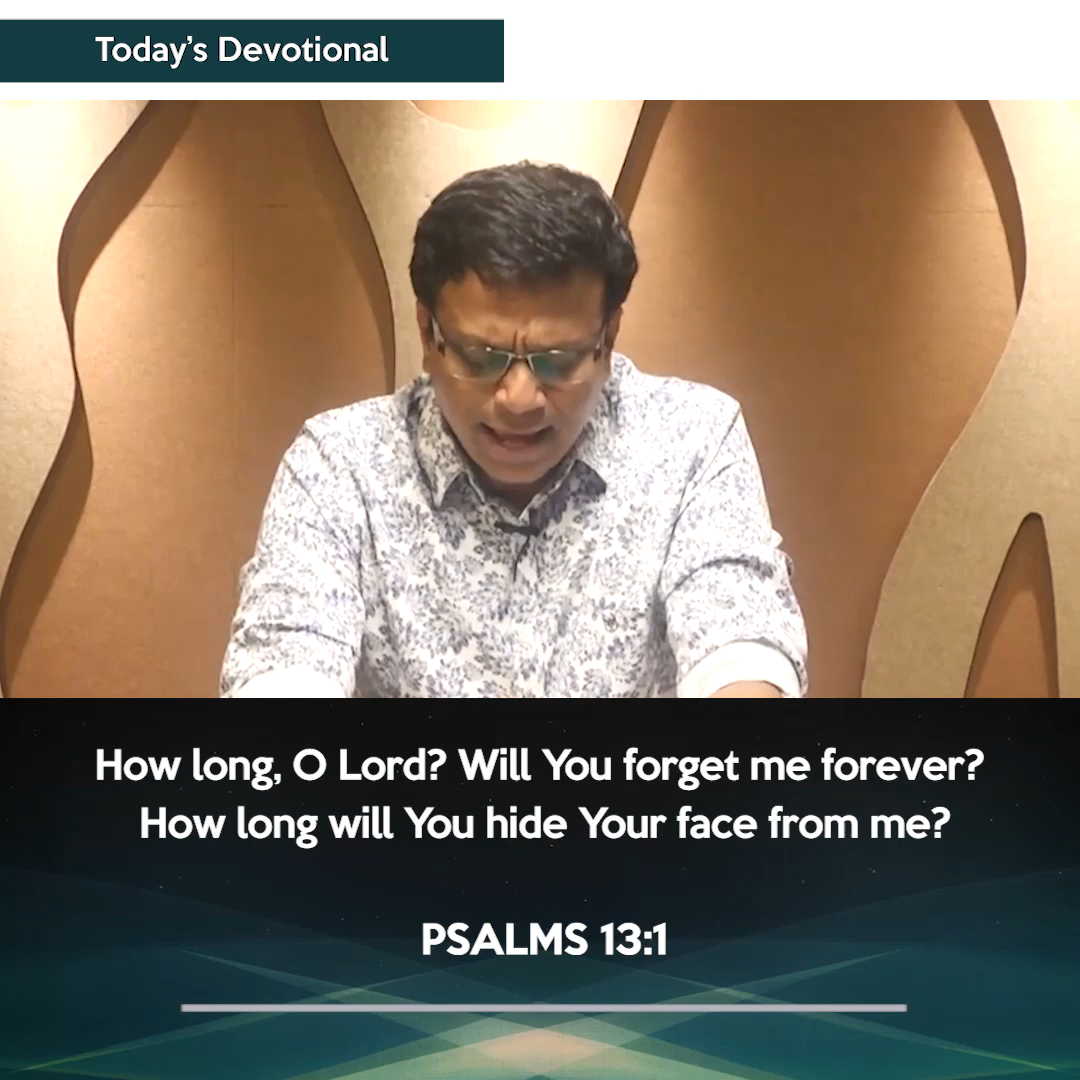 Today’s Devotional
How long, O Lord? Will You forget me forever?
How long will You hide Your face from me?
PSALMS 13:1